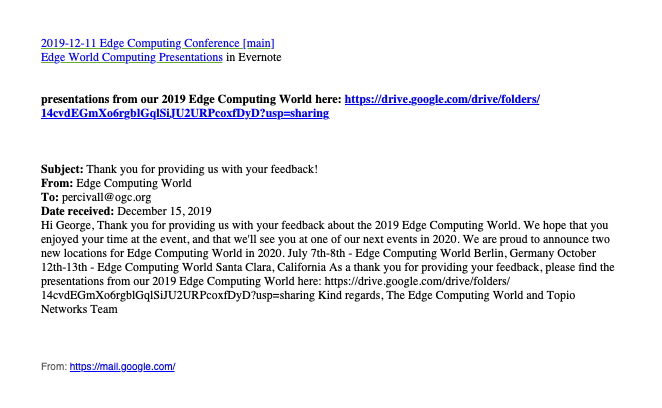 2019-12-11 Edge Computing Conference [main]
Edge World Computing Presentations in Evernote
presentations from our 2019 Edge Computing World here: https://drive.google.com/drive/folders/
14cvdEGmXo6rgblGqlSiJU2URPcoxfDyD?usp=sharing
Subject: Thank you for providing us with your feedback!
From: Edge Computing World
To: percivall@ogc.org
Date received: December 15, 2019
Hi George, Thank you for providing us with your feedback about the 2019 Edge Computing World. We hope that you
enjoyed your time at the event, and that we'll see you at one of our next events in 2020. We are proud to announce two
new locations for Edge Computing World in 2020. July 7th-8th - Edge Computing World Berlin, Germany October
12th-13th - Edge Computing World Santa Clara, California As a thank you for providing your feedback, please find the
presentations from our 2019 Edge Computing World here: https://drive.google.com/drive/folders/
14cvdEGmXo6rgblGqlSiJU2URPcoxfDyD?usp=sharing Kind regards, The Edge Computing World and Topio
Networks Team
From: https://mail.google.com/